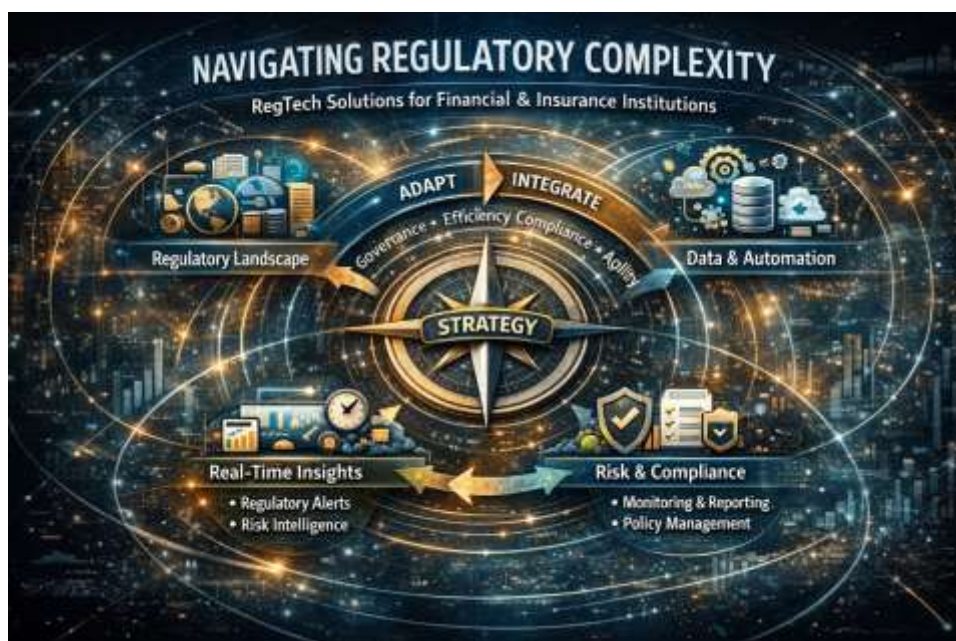 NAVIGATING REGULATORY COMPLEXITY
RegTech Solutions for Financial & Insurance Institutions
ADAPT
INTEGRATE
Governance • Efficiency Compliance • Agility
Regulatory Landscape
Data & Automation
STRATEGY
Real-Time Insights
• Regulatory Alerts
• Risk Intelligence
Risk & Compliance
• Monitoring & Reporting
• Policy Management